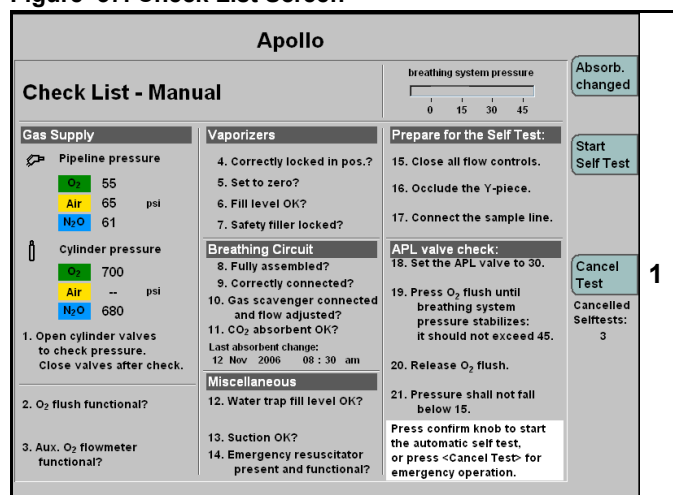 Figure 3.4 Check List Screen
Apollo
Check List - Manual
breathing system pressure
0 15 30 45
Gas Supply
Pipeline pressure
O2 55
Air 65 psi
N2O 61
Cylinder pressure
O2 700
Air -- psi
N2O 680
1. Open cylinder valves
to check pressure.
Close valves after check.
2. O2 flush functional?
3. Aux. O2 flowmeter
functional?
Vaporizers
4. Correctly locked in pos.?
5. Set to zero?
6. Fill level OK?
7. Safety filler locked?
Breathing Circuit
8. Fully assembled?
9. Correctly connected?
10. Gas scavenger connected
and flow adjusted?
11. CO2 absorbent OK?
Last absorbent change:
12 Nov 2006 08 : 30 am
Miscellaneous
12. Water trap fill level OK?
13. Suction OK?
14. Emergency resuscitator
present and functional?
Prepare for the Self Test:
15. Close all flow controls.
16. Occlude the Y-piece.
17. Connect the sample line.
APL valve check:
18. Set the APL valve to 30.
19. Press O2 flush until
breathing system
pressure stabilizes:
it should not exceed 45.
20. Release O2 flush.
21. Pressure shall not fall
below 15.
Press confirm knob to start
the automatic self test,
or press <Cancel Test> for
emergency operation.
Absorb.
changed
Start
Self Test
Cancel
Test
Cancelled
Selftests:
3
1